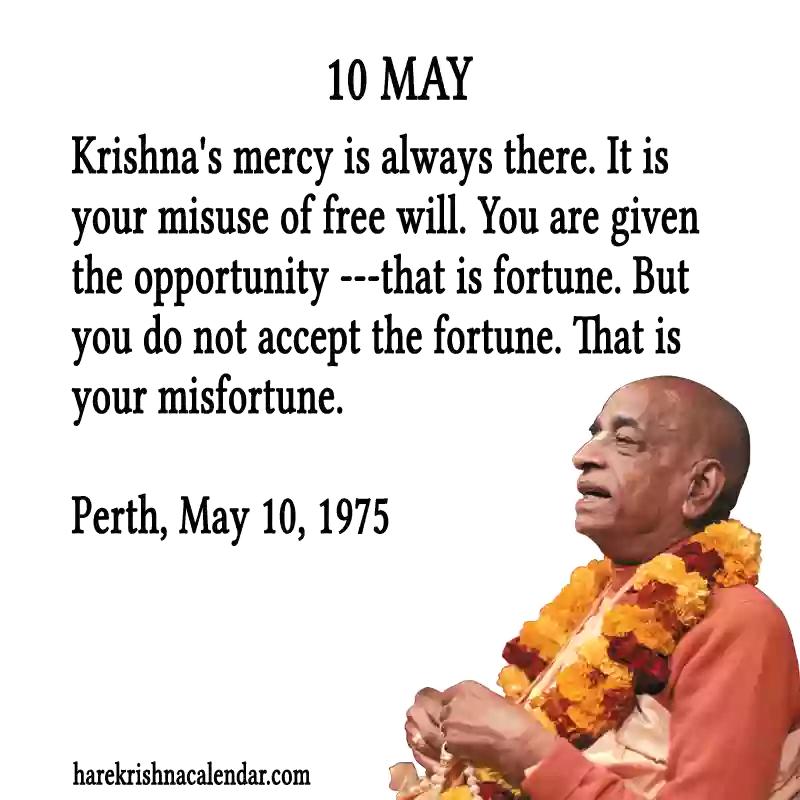 10 MAY
Krishna's mercy is always there. It is
your misuse of free will. You are given
the opportunity ---that is fortune. But
you do not accept the fortune. That is
your misfortune.
Perth, May 10, 1975
harekrishnacalendar.com